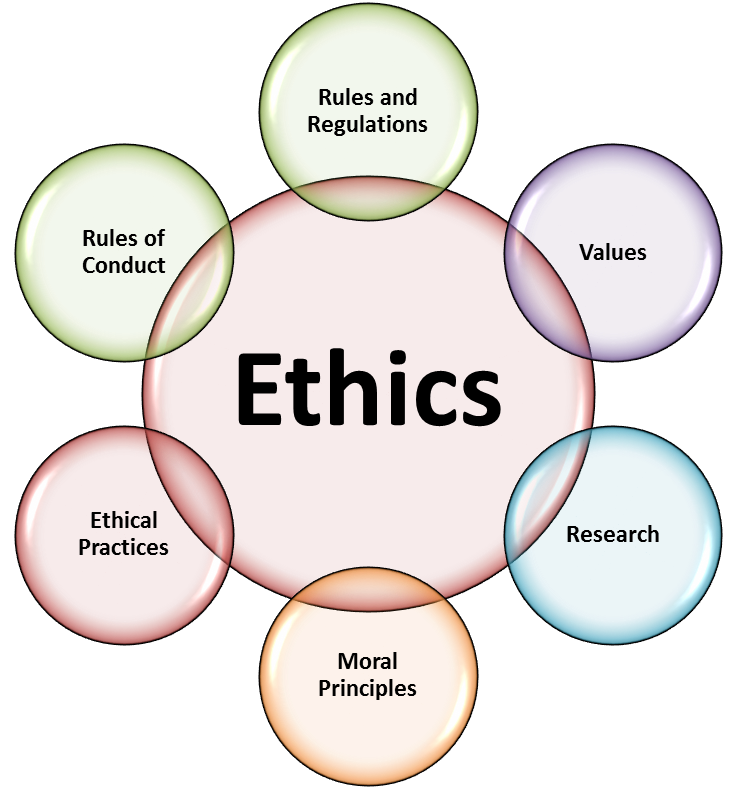 Rules and
Regulations
Rules of
Conduct
Values
Ethics
Ethical
Practices
Research
Moral
Principles